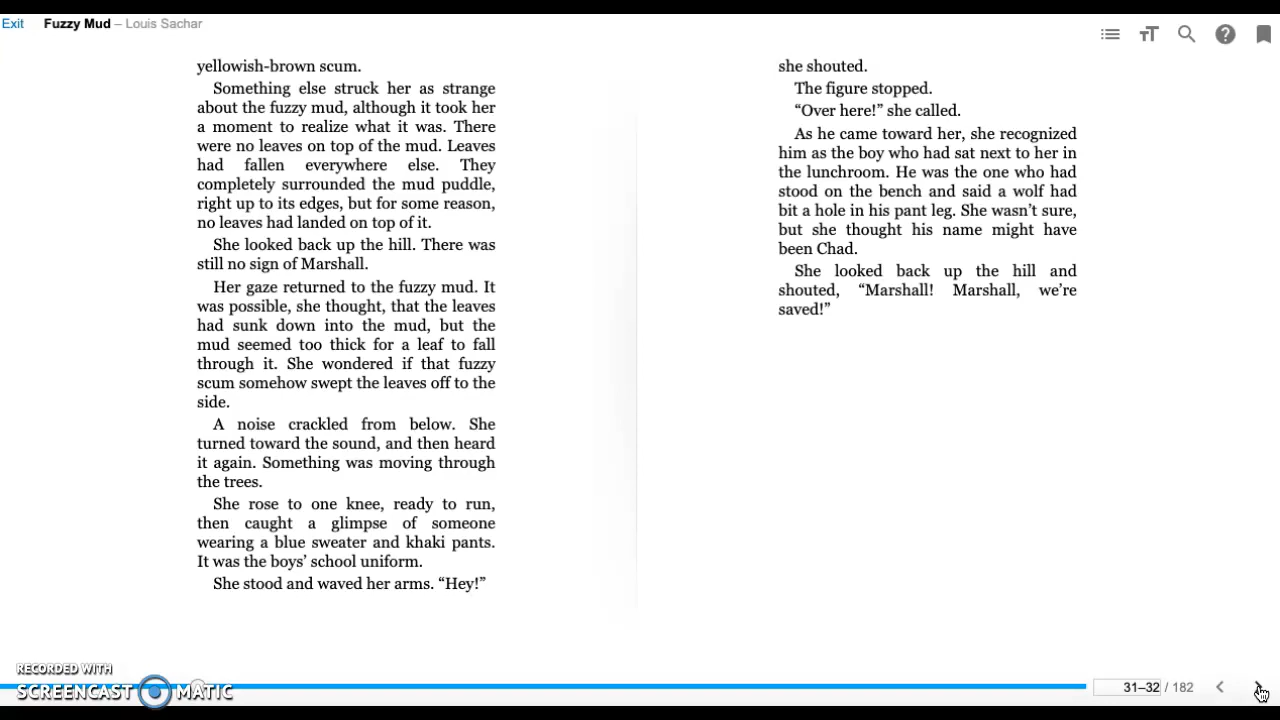 Exit Fuzzy Mud – Louis Sachar
yellowish-brown scum.
Something else struck her as strange
about the fuzzy mud, although it took her
a moment to realize what it was. There
were no leaves on top of the mud. Leaves
had fallen everywhere else. They
completely surrounded the mud puddle,
right up to its edges, but for some reason,
no leaves had landed on top of it.
She looked back up the hill. There was
still no sign of Marshall.
Her gaze returned to the fuzzy mud. It
was possible, she thought, that the leaves
had sunk down into the mud, but the
mud seemed too thick for a leaf to fall
through it. She wondered if that fuzzy
scum somehow swept the leaves off to the
side.
A noise crackled from below. She
turned toward the sound, and then heard
it again. Something was moving through
the trees.
She rose to one knee, ready to run,
then caught a glimpse of someone
wearing a blue sweater and khaki pants.
It was the boys’ school uniform.
She stood and waved her arms. “Hey!”
she shouted.
The figure stopped.
“Over here!” she called.
As he came toward her, she recognized
him as the boy who had sat next to her in
the lunchroom. He was the one who had
stood on the bench and said a wolf had
bit a hole in his pant leg. She wasn’t sure,
but she thought his name might have
been Chad.
She looked back up the hill and
shouted, “Marshall! Marshall, we’re
saved!”
RECORDED WITH
SCREENCAST MATIC
31–32 / 182